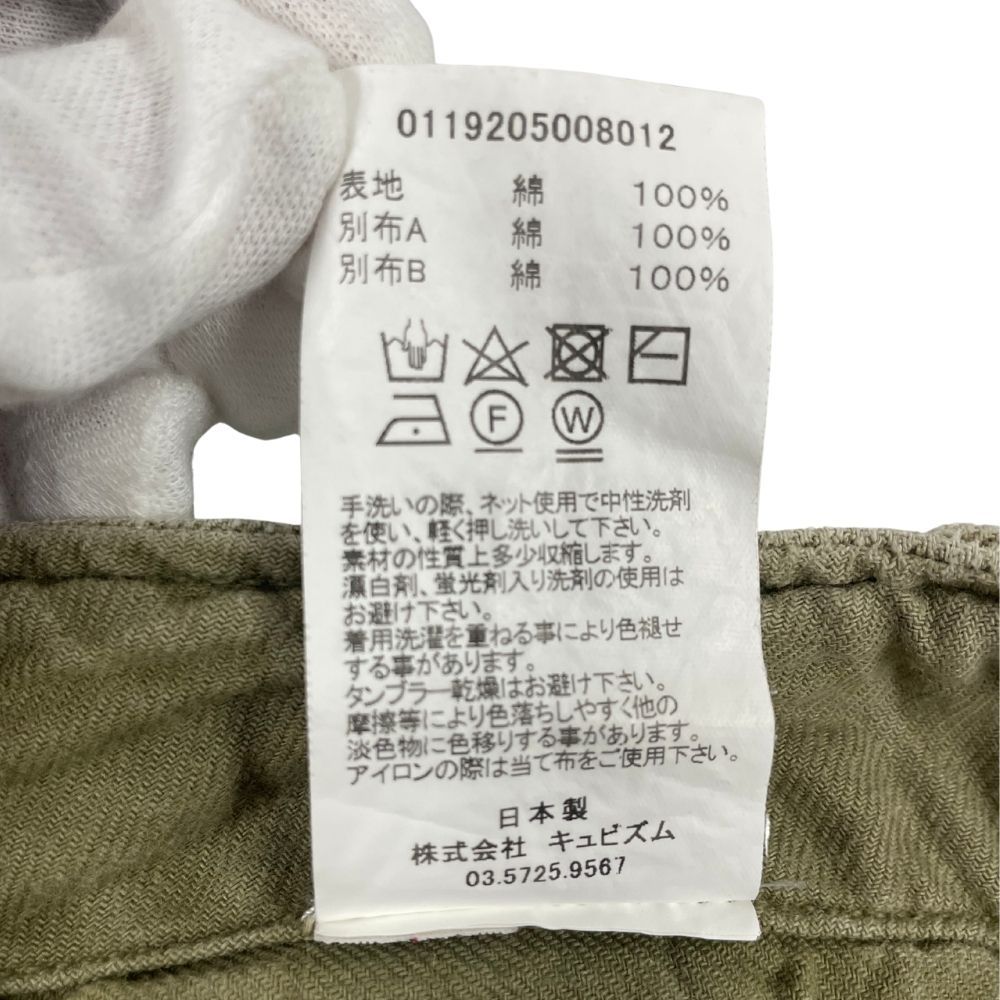 0119205008012
表地 綿 100%
別布A 綿 100%
別布B 綿 100%
F W
手洗いの際、ネット使用で中性洗剤
を使い、軽く押し洗いして下さい。
素材の性質上多少収縮します。
漂白剤、蛍光剤入り洗剤の使用は
お避け下さい。
着用洗濯を重ねる事により色褪せ
する事があります。
タンブラー乾燥はお避け下さい。
摩擦等により色落ちしやすく他の
淡色物に色移りする事があります。
アイロンの際は当て布をご使用下さい。
日本製
株式会社 キュビズム
03.5725.9567